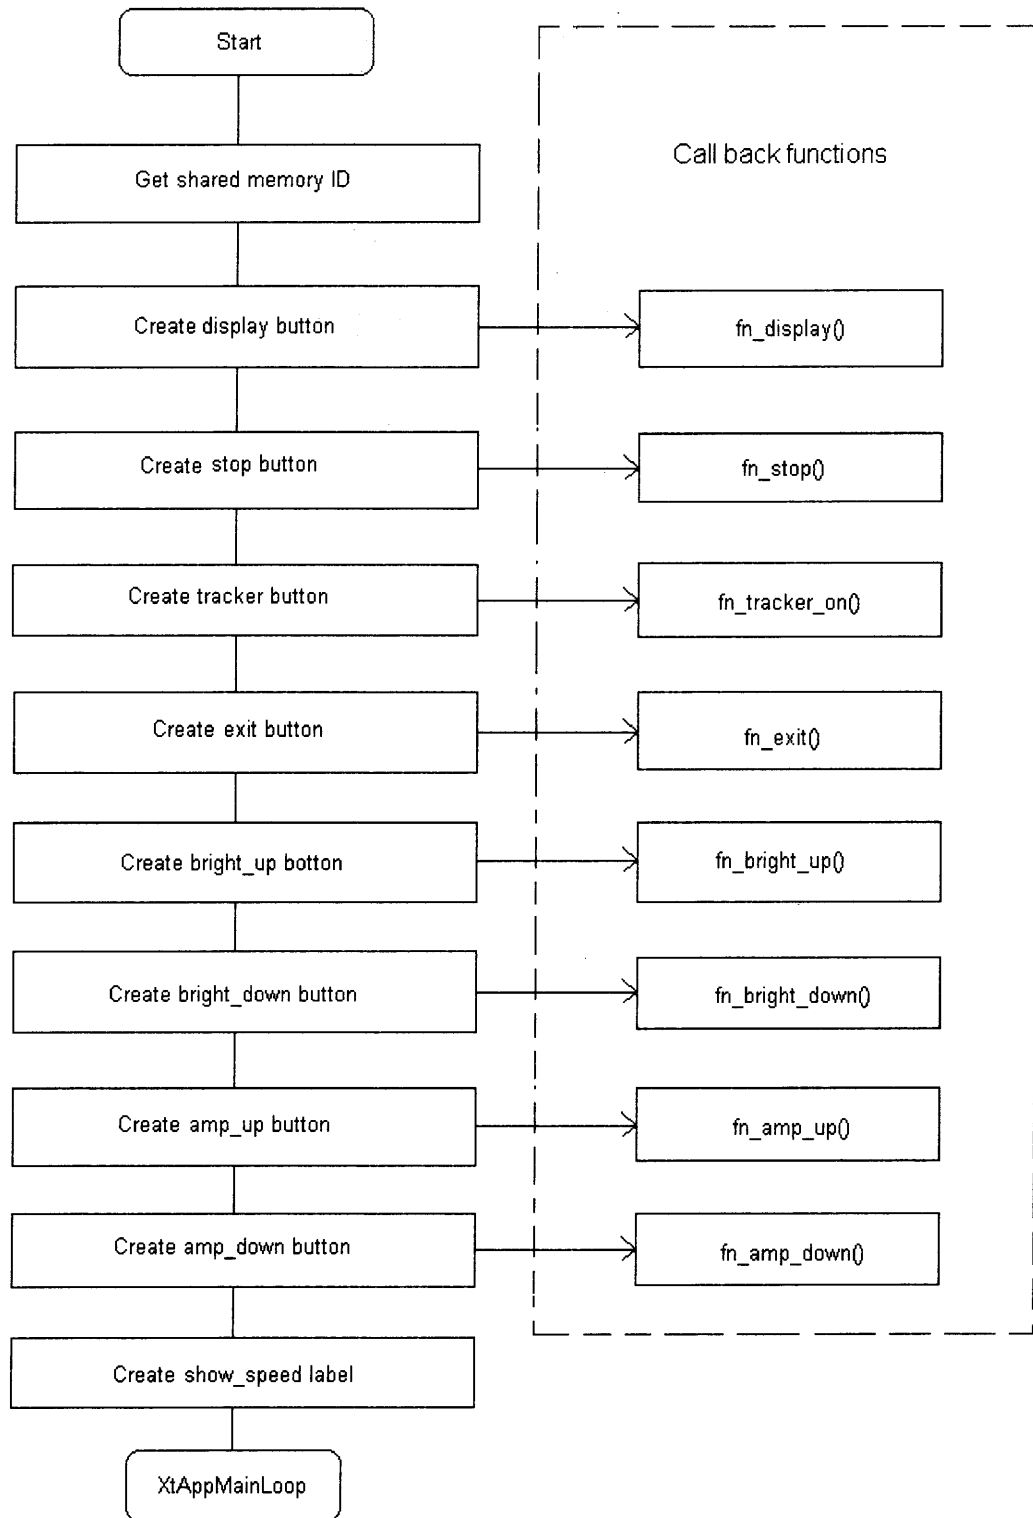 Start
Call back functions
Get shared memory ID
Create display button
fn_display()
Create stop button
fn_stop()
Create tracker button
fn_tracker_on()
Create exit button
fn_exit()
Create bright_up botton
fn_bright_up()
Create bright_down button
fn_bright_down()
Create amp_up button
fn_amp_up()
Create amp_down button
fn_amp_down()
Create show_speed label
XtAppMainLoop